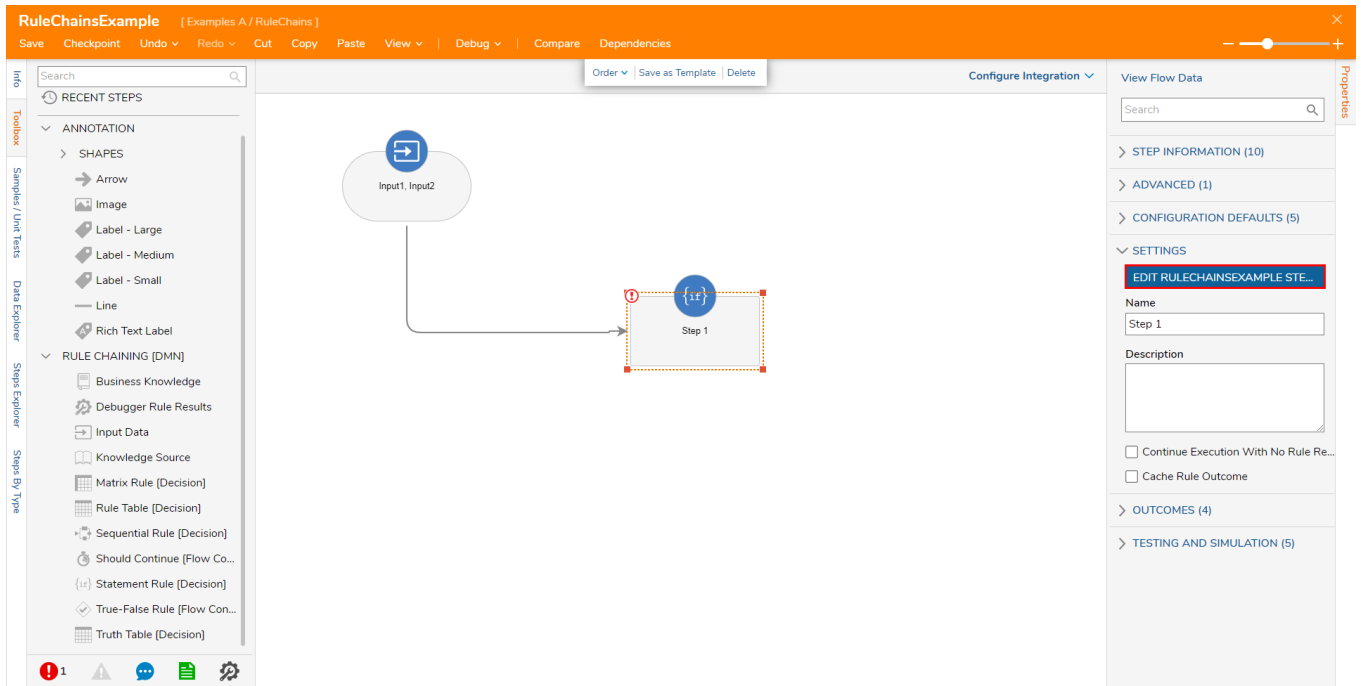 RuleChainsExample [ Examples A / RuleChains ]
Save Checkpoint Undo Redo Cut Copy Paste View Debug Compare Dependencies
Order Save as Template Delete
Configure Integration
Info
Toolbox
Samples / Unit Tests
Data Explorer
Steps Explorer
Steps By Type
Search
RECENT STEPS
ANNOTATION
SHAPES
Arrow
Image
Label - Large
Label - Medium
Label - Small
Line
Rich Text Label
RULE CHAINING [DMN]
Business Knowledge
Debugger Rule Results
Input Data
Knowledge Source
Matrix Rule [Decision]
Rule Table [Decision]
Sequential Rule [Decision]
Should Continue [Flow Co...
{if} Statement Rule [Decision]
True-False Rule [Flow Con...
Truth Table [Decision]
1
Input1, Input2
{if}
Step 1
Properties
View Flow Data
Search
STEP INFORMATION (10)
ADVANCED (1)
CONFIGURATION DEFAULTS (5)
SETTINGS
EDIT RULECHAINSEXAMPLE STE...
Name
Step 1
Description
Continue Execution With No Rule Re...
Cache Rule Outcome
OUTCOMES (4)
TESTING AND SIMULATION (5)